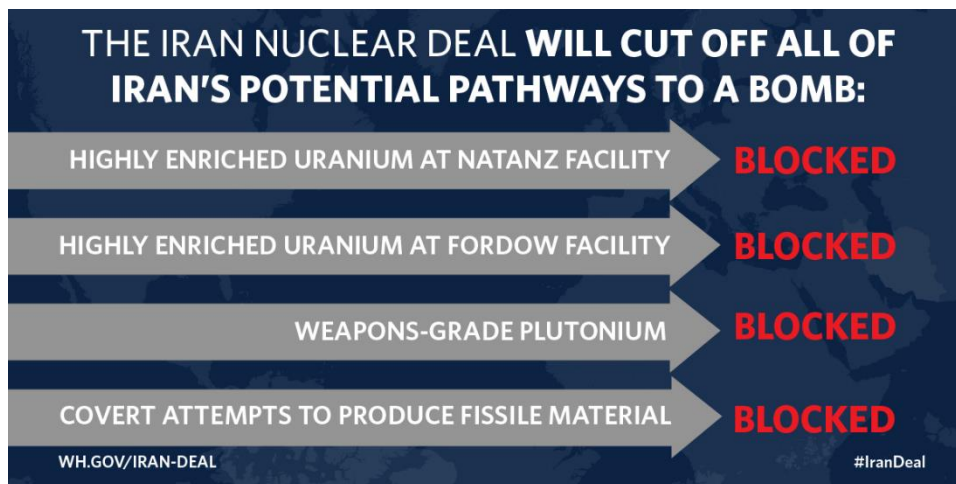 THE IRAN NUCLEAR DEAL WILL CUT OFF ALL OF
IRAN'S POTENTIAL PATHWAYS TO A BOMB:
HIGHLY ENRICHED URANIUM AT NATANZ FACILITY BLOCKED
HIGHLY ENRICHED URANIUM AT FORDOW FACILITY BLOCKED
WEAPONS-GRADE PLUTONIUM BLOCKED
COVERT ATTEMPTS TO PRODUCE FISSILE MATERIAL BLOCKED
WH.GOV/IRAN-DEAL #IranDeal